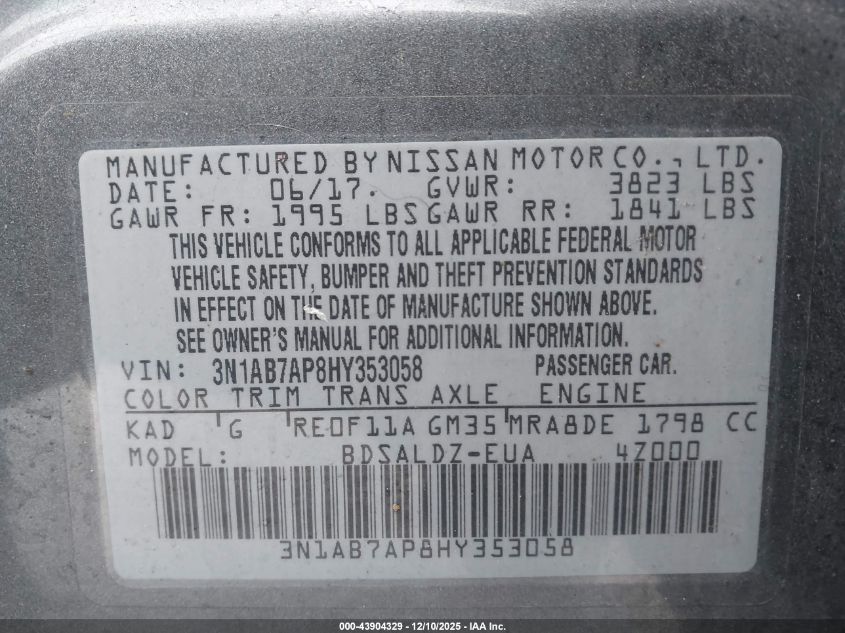 MANUFACTURED BY NISSAN MOTOR CO., LTD.
DATE: 06/17. GVWR: 3823 LBS
GAWR FR: 1995 LBS GAWR RR: 1841 LBS
THIS VEHICLE CONFORMS TO ALL APPLICABLE FEDERAL MOTOR
VEHICLE SAFETY, BUMPER AND THEFT PREVENTION STANDARDS
IN EFFECT ON THE DATE OF MANUFACTURE SHOWN ABOVE.
SEE OWNER'S MANUAL FOR ADDITIONAL INFORMATION.
VIN: 3N1AB7AP8HY353058 PASSENGER CAR.
COLOR TRIM TRANS AXLE ENGINE
KAD G RE0F11A GM35 MRA8DE 1798 CC
MODEL: BDSALDZ-EUA 4Z000
3N1AB7AP8HY353058
000-43904329 - 12/10/2025 - IAA Inc.